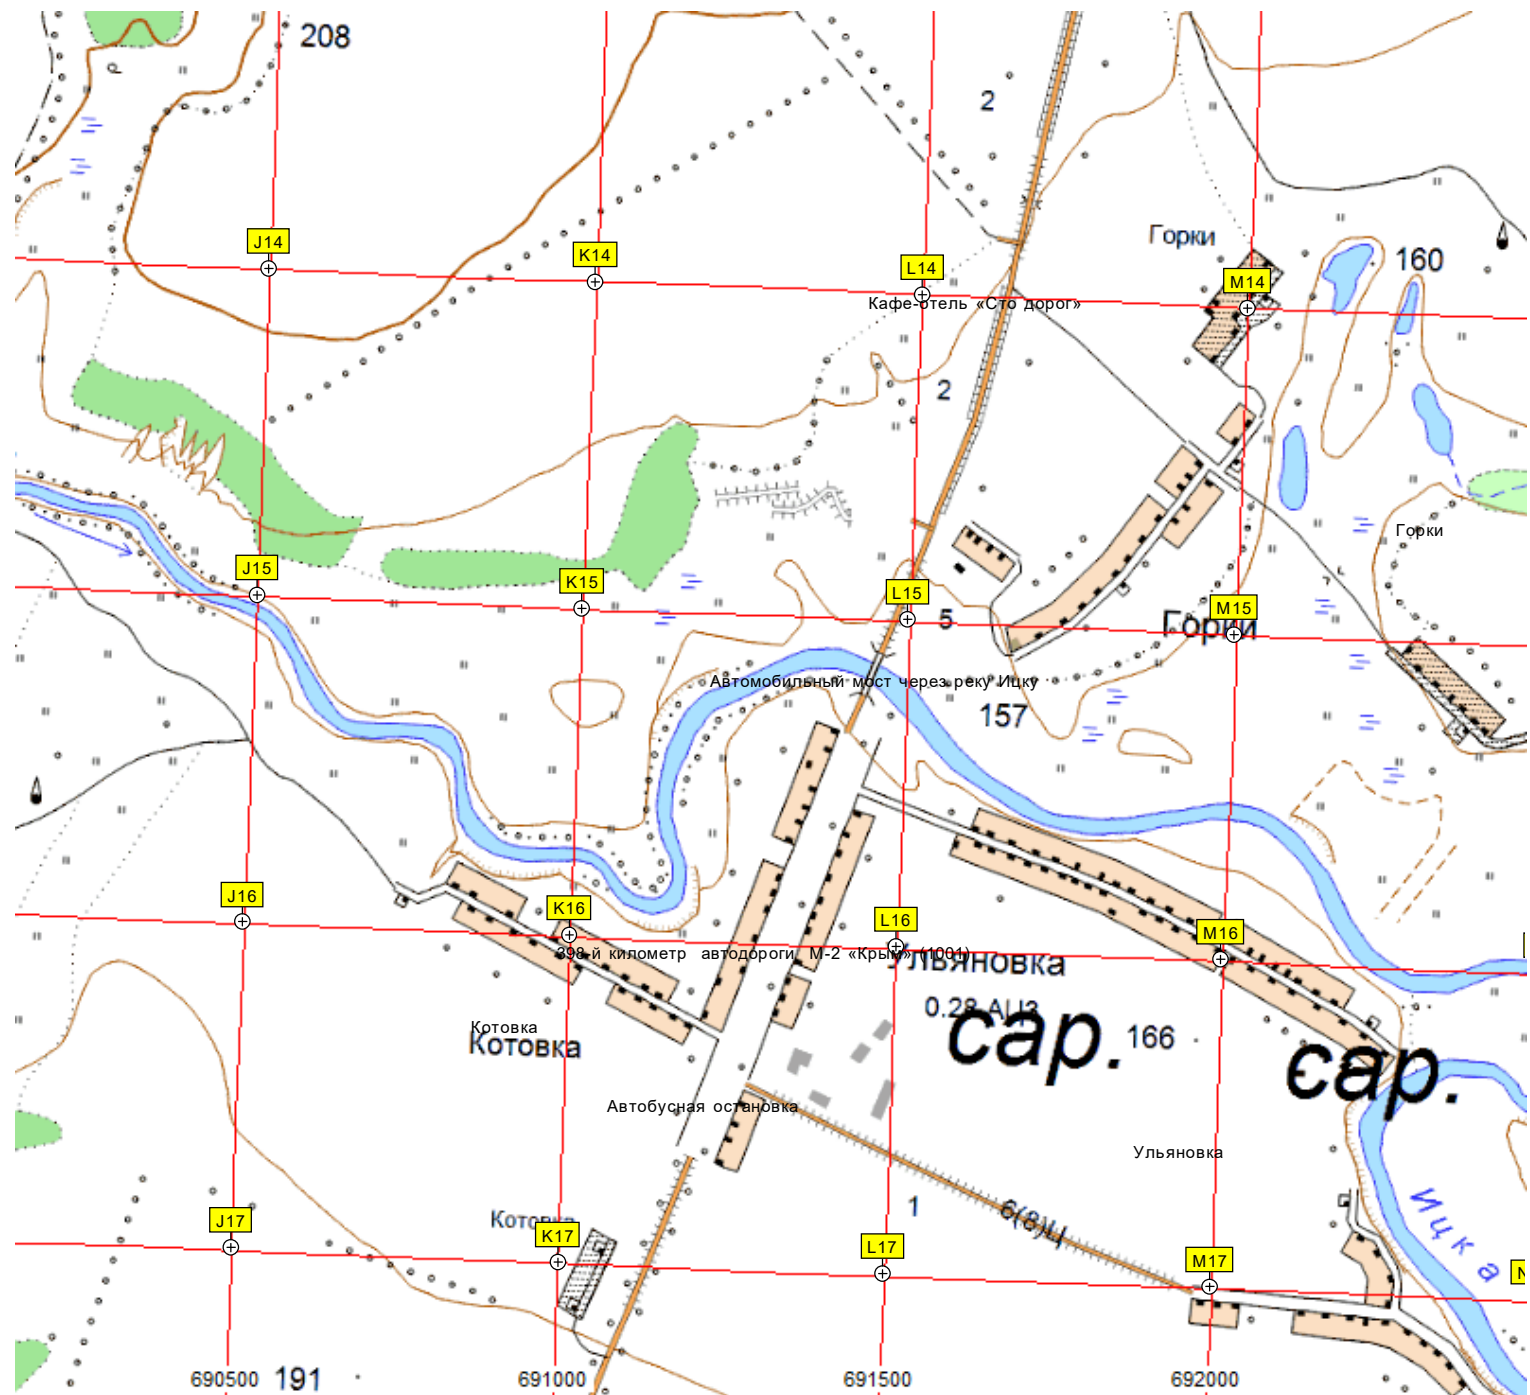 208
2
Горки
160
J14
K14
L14
M14
Кафе-отель «Сто дорог»
2
Горки
J15
K15
L15
M15
5
Горки
Автомобильный мост через реку Ицку
157
J16
K16
L16
M16
398-й километр автодороги М-2 «Крым» (1001)
Ульяновка
0.28 АЦЗ
сар.
166
сар.
Котовка
Котовка
Автобусная остановка
Ульяновка
Ицка
1
6(8)Ц
Котовка
J17
K17
L17
M17
N
690500
191
691000
691500
692000